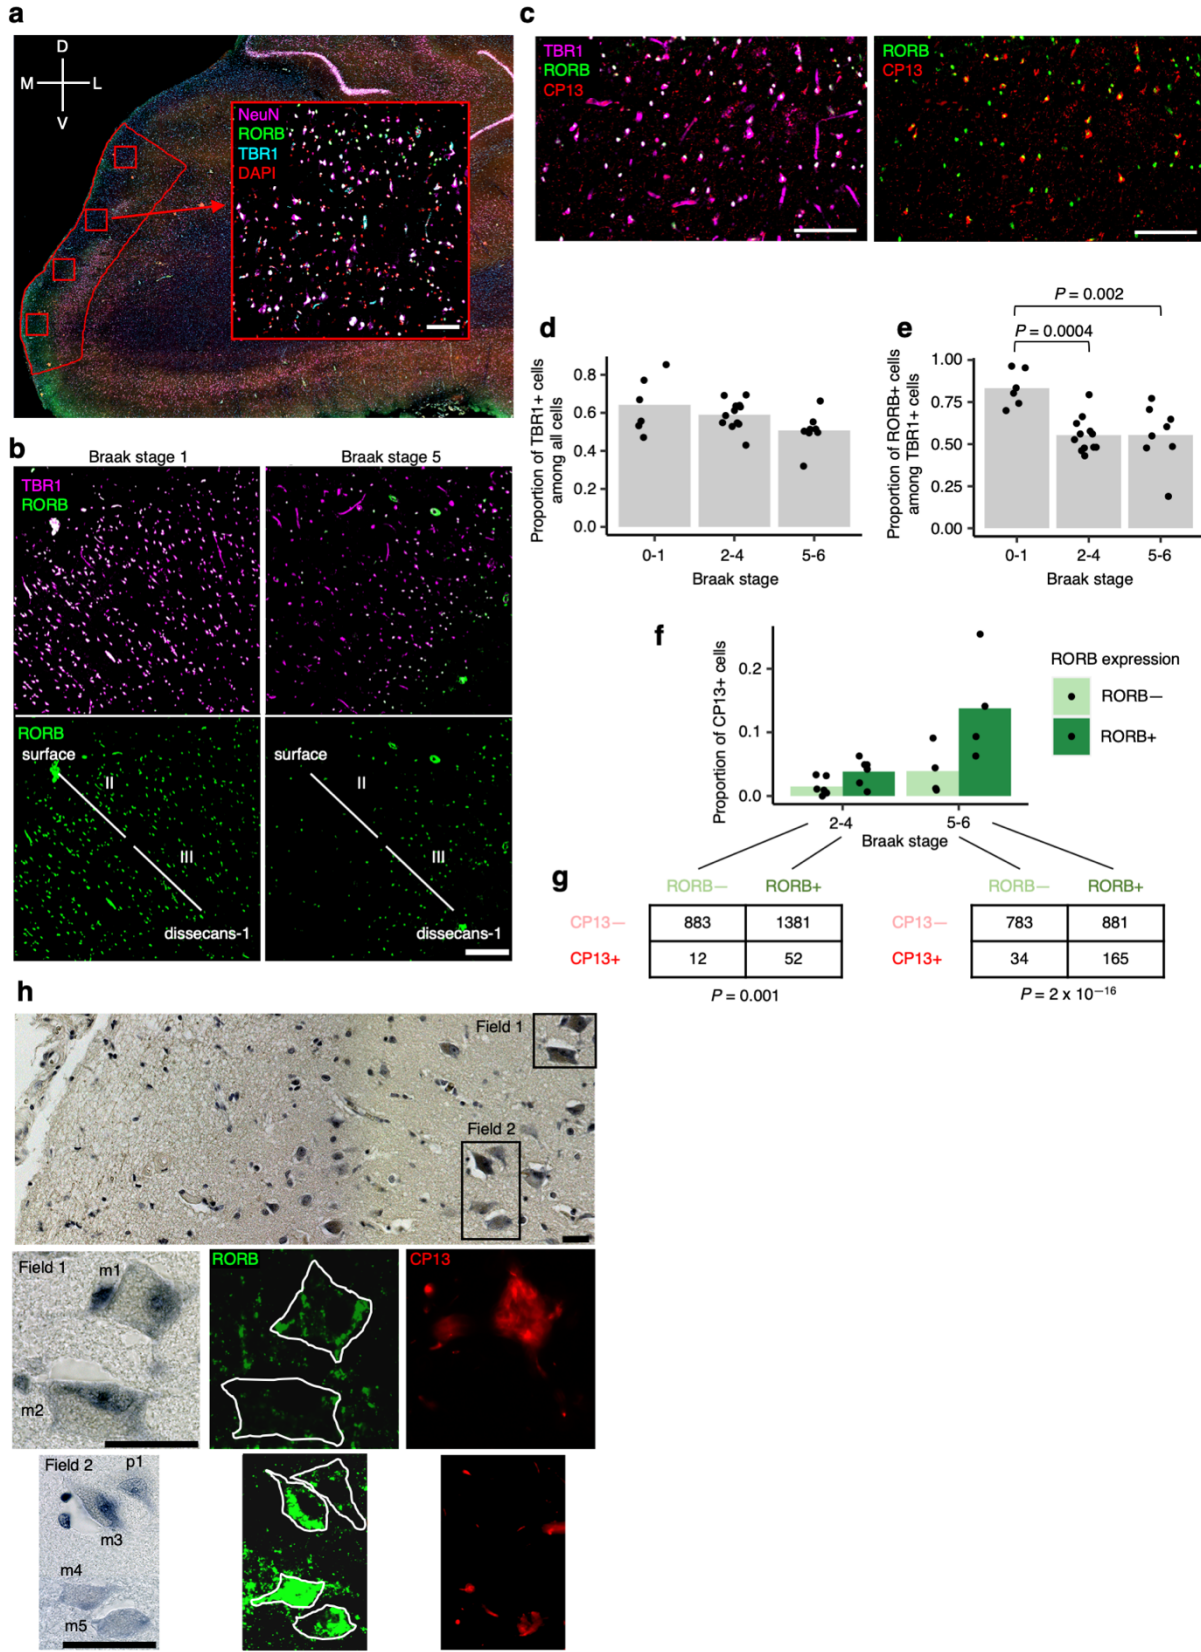 a
D
M L
V
NeuN
RORB
TBR1
DAPI
b
Braak stage 1 Braak stage 5
TBR1
RORB
RORB
surface
II
III
dissecans-1
surface
II
III
dissecans-1
c
TBR1
RORB
CP13
RORB
CP13
d
Proportion of TBR1+ cells
among all cells
0.8
0.6
0.4
0.2
0.0
0-1 2-4 5-6
Braak stage
e
P = 0.002
P = 0.0004
Proportion of RORB+ cells
among TBR1+ cells
1.00
0.75
0.50
0.25
0.00
0-1 2-4 5-6
Braak stage
f
Proportion of CP13+ cells
0.2
0.1
0.0
2-4 5-6
Braak stage
RORB expression
RORB—
RORB+
g
RORB— RORB+
CP13— 883 1381
CP13+ 12 52
P = 0.001
RORB— RORB+
CP13— 783 881
CP13+ 34 165
P = 2 x 10⁻¹⁶
h
Field 1
Field 2
Field 1
m1
m2
RORB
CP13
Field 2
p1
m3
m4
m5